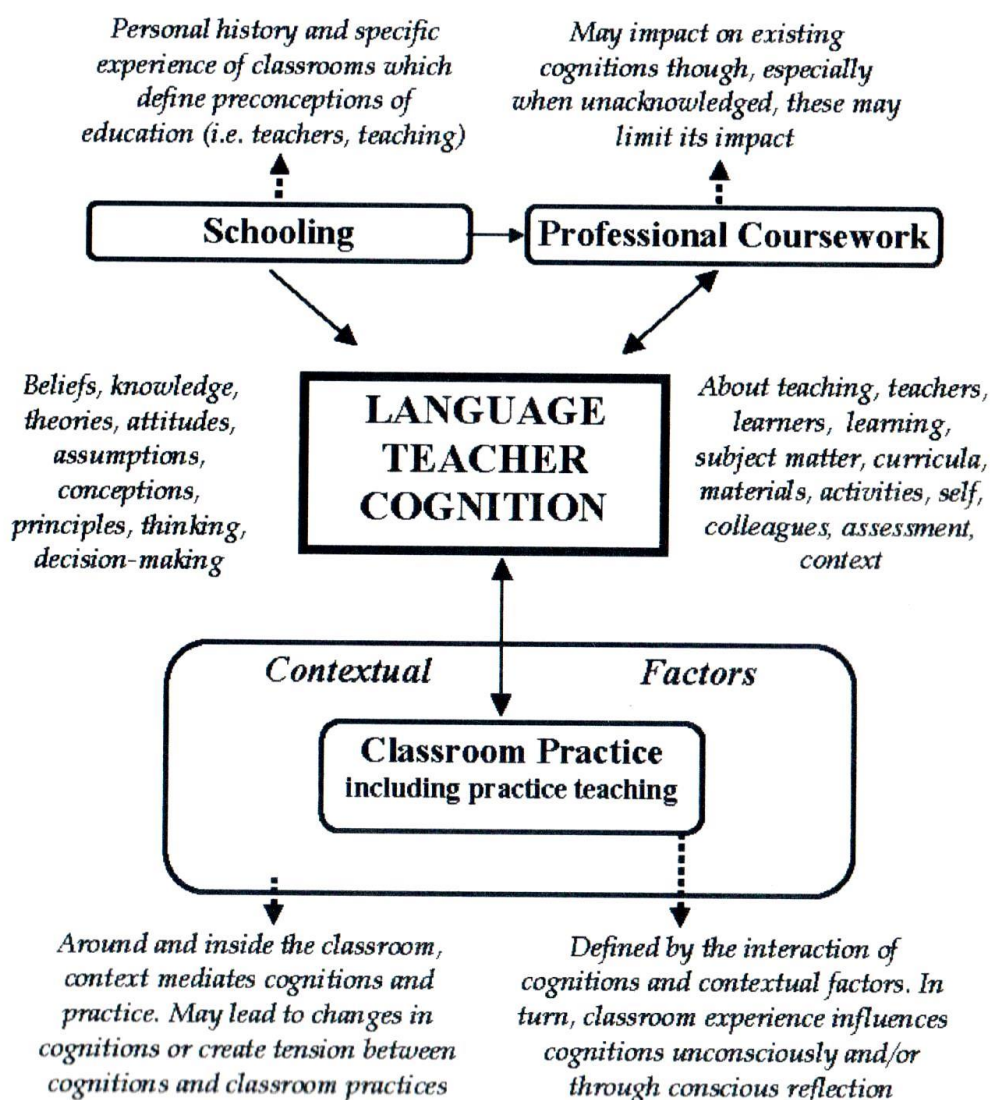 Personal history and specific
experience of classrooms which
define preconceptions of
education (i.e. teachers, teaching)
May impact on existing
cognitions though, especially
when unacknowledged, these may
limit its impact
Schooling
Professional Coursework
Beliefs, knowledge,
theories, attitudes,
assumptions,
conceptions,
principles, thinking,
decision-making
LANGUAGE
TEACHER
COGNITION
About teaching, teachers,
learners, learning,
subject matter, curricula,
materials, activities, self,
colleagues, assessment,
context
Contextual Factors
Classroom Practice
including practice teaching
Around and inside the classroom,
context mediates cognitions and
practice. May lead to changes in
cognitions or create tension between
cognitions and classroom practices
Defined by the interaction of
cognitions and contextual factors. In
turn, classroom experience influences
cognitions unconsciously and/or
through conscious reflection